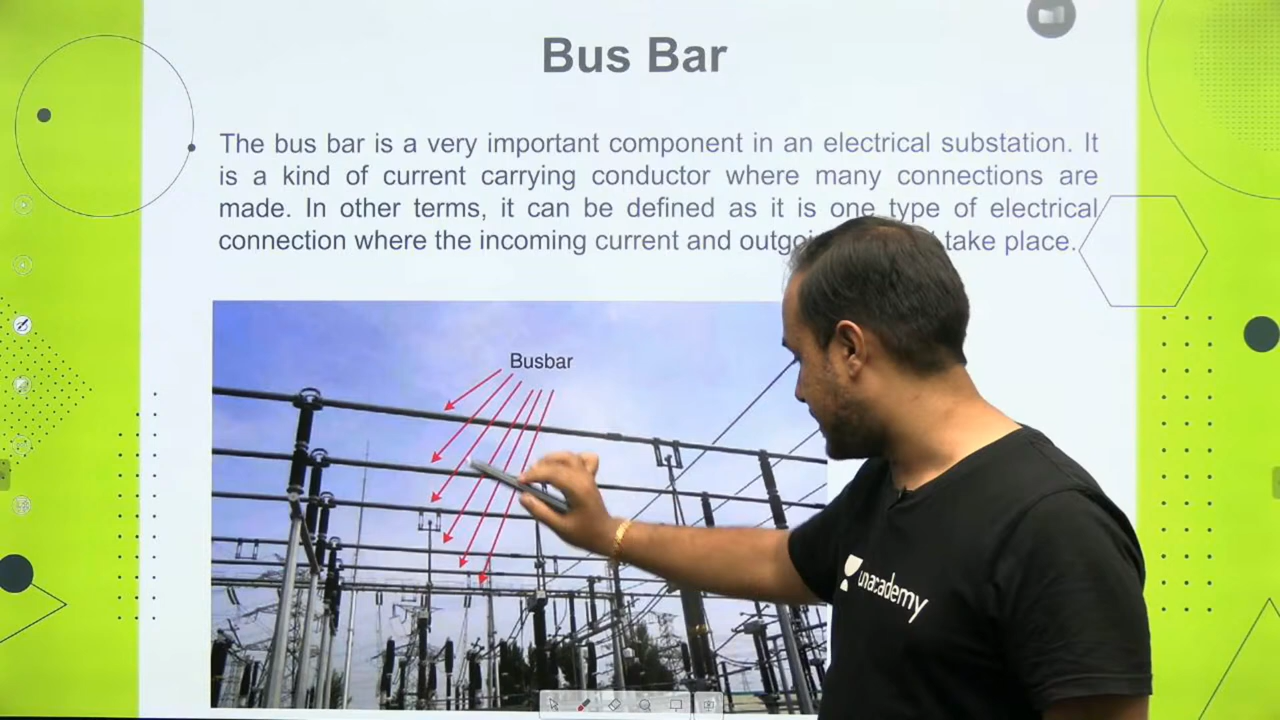 Bus Bar
The bus bar is a very important component in an electrical substation. It
is a kind of current carrying conductor where many connections are
made. In other terms, it can be defined as it is one type of electrical
connection where the incoming current and take place.
Busbar
unacademy